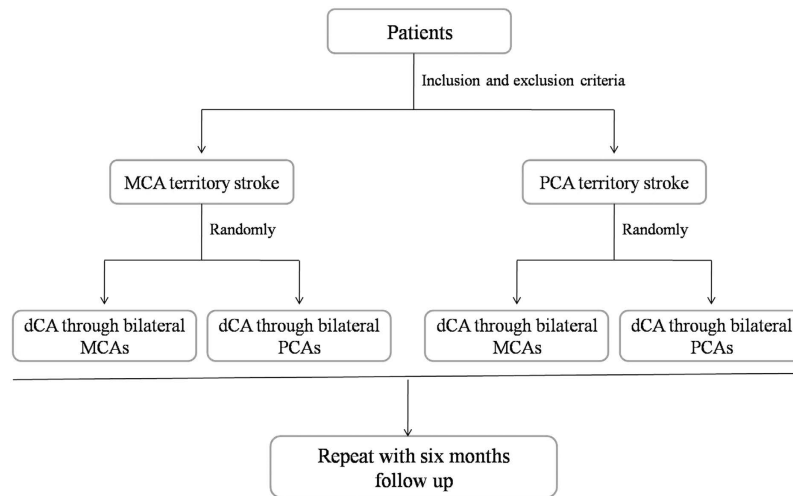 Patients
Inclusion and exclusion criteria
MCA territory stroke
PCA territory stroke
Randomly
Randomly
dCA through bilateral
MCAs
dCA through bilateral
PCAs
dCA through bilateral
MCAs
dCA through bilateral
PCAs
Repeat with six months
follow up